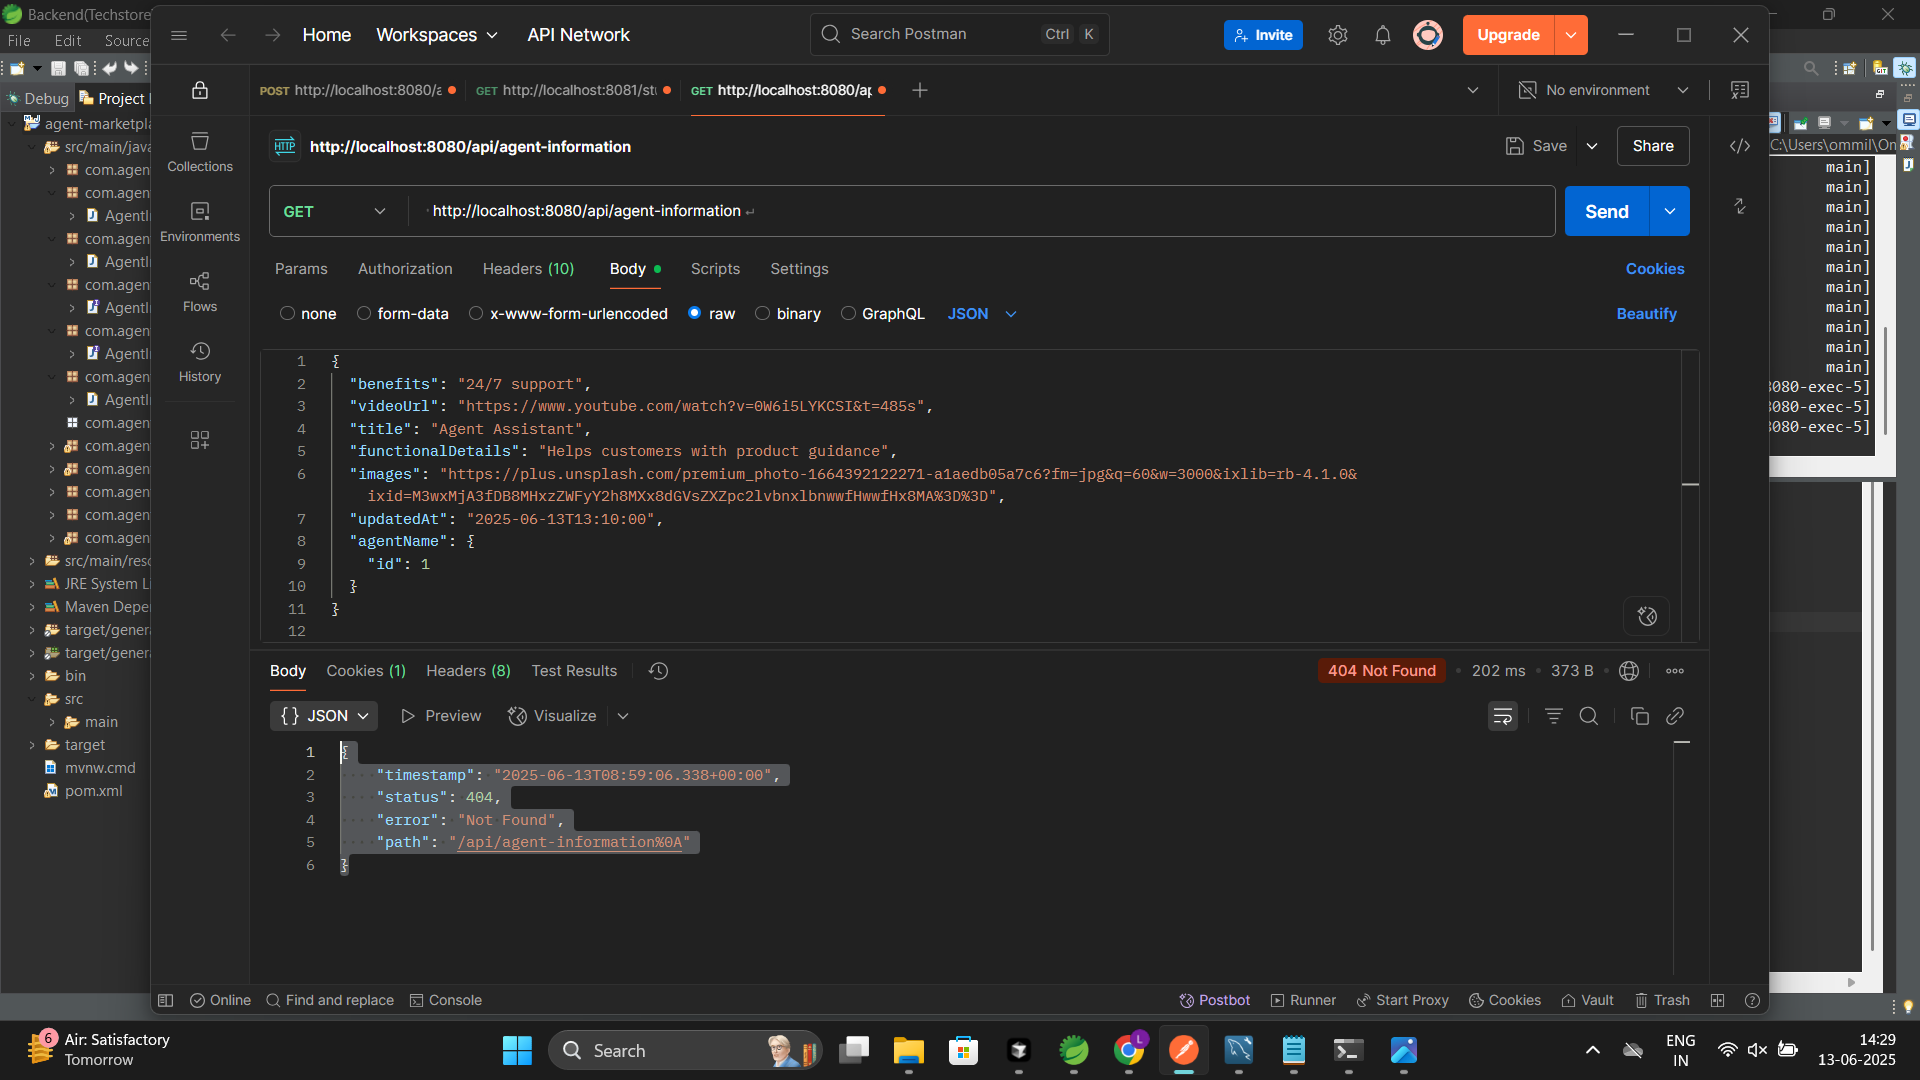 Backend(Techstore
File Edit Source
Debug Project
agent-marketpla
src/main/java
com.agen
com.agen
AgentI
com.agen
AgentI
com.agen
AgentI
com.agen
AgentI
com.agen
AgentI
com.agen
com.agen
com.agen
com.agen
com.agen
com.agen
src/main/reso
JRE System Li
Maven Depe
target/genera
target/genera
bin
src
main
target
mvnw.cmd
pom.xml
Home Workspaces API Network
Search Postman Ctrl K
Invite Upgrade
POST http://localhost:8080/a GET http://localhost:8081/stu GET http://localhost:8080/ap
No environment
Collections
Environments
Flows
History
HTTP http://localhost:8080/api/agent-information
Save Share
GET http://localhost:8080/api/agent-information Send
Params Authorization Headers (10) Body Scripts Settings Cookies
none form-data x-www-form-urlencoded raw binary GraphQL JSON Beautify
1 {
2 "benefits": "24/7 support",
3 "videoUrl": "https://www.youtube.com/watch?v=0W6i5LYKCSI&t=485s",
4 "title": "Agent Assistant",
5 "functionalDetails": "Helps customers with product guidance",
6 "images": "https://plus.unsplash.com/premium_photo-1664392122271-a1aedb05a7c6?fm=jpg&q=60&w=3000&ixlib=rb-4.1.0&
ixid=M3wxMjA3fDB8MHxzZWFyY2h8MXx8dGVsZXZpc2lvbnxlbnwwfHwwfHx8MA%3D%3D",
7 "updatedAt": "2025-06-13T13:10:00",
8 "agentName": {
9 "id": 1
10 }
11 }
12
Body Cookies (1) Headers (8) Test Results
404 Not Found 202 ms 373 B
{} JSON Preview Visualize
1 {
2 "timestamp": "2025-06-13T08:59:06.338+00:00",
3 "status": 404,
4 "error": "Not Found",
5 "path": "/api/agent-information%0A"
6 }
C:\Users\ommil\On
main]
main]
main]
main]
main]
main]
main]
main]
main]
main]
main]
8080-exec-5]
8080-exec-5]
8080-exec-5]
Online Find and replace Console
Postbot Runner Start Proxy Cookies Vault Trash
6
Air: Satisfactory
Tomorrow
Search
L
ENG
IN
14:29
13-06-2025